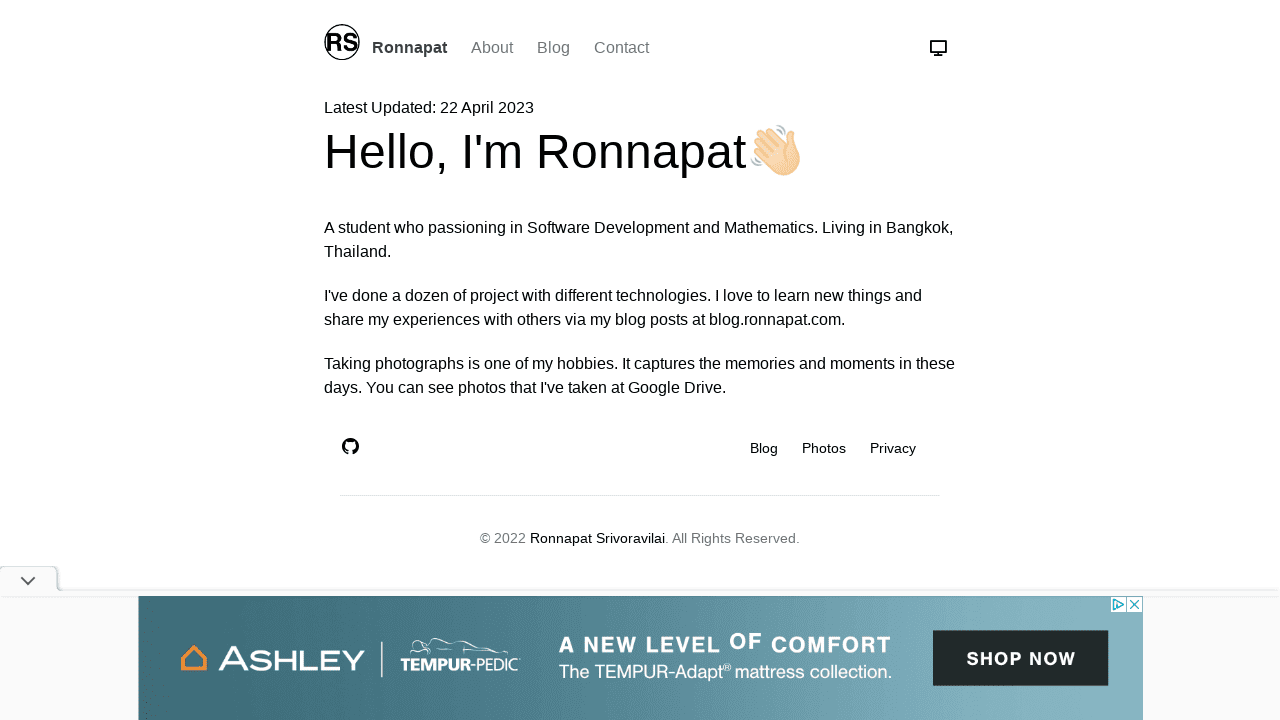 RS Ronnapat About Blog Contact
Latest Updated: 22 April 2023
Hello, I'm Ronnapat👋🏻
A student who passioning in Software Development and Mathematics. Living in Bangkok,
Thailand.
I've done a dozen of project with different technologies. I love to learn new things and
share my experiences with others via my blog posts at blog.ronnapat.com.
Taking photographs is one of my hobbies. It captures the memories and moments in these
days. You can see photos that I've taken at Google Drive.
Blog Photos Privacy
© 2022 Ronnapat Srivoravilai. All Rights Reserved.
ASHLEY TEMPUR-PEDIC®
A NEW LEVEL OF COMFORT
The TEMPUR-Adapt® mattress collection.
SHOP NOW